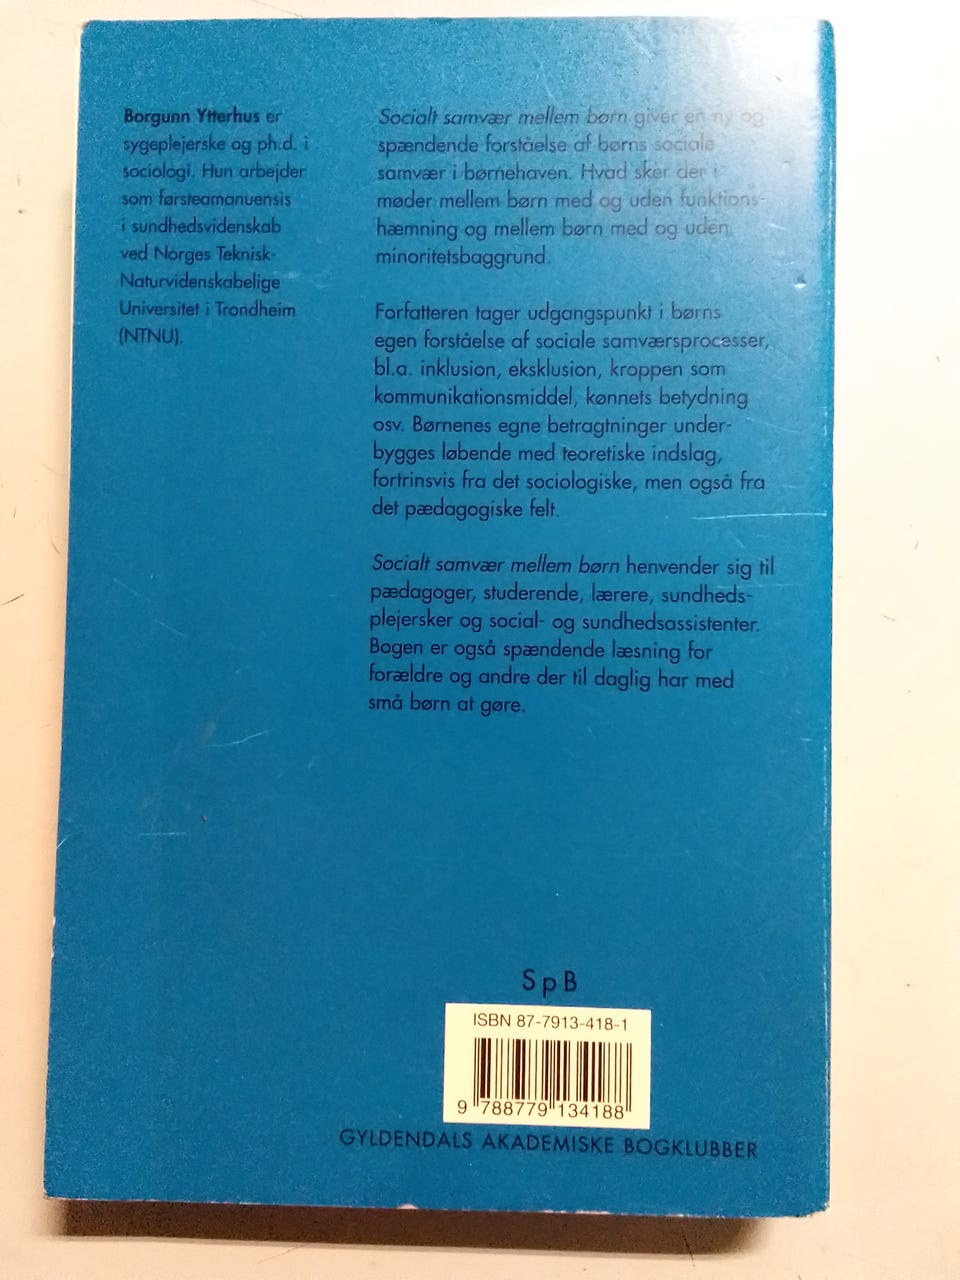 Borgunn Ytterhus er
sygeplejerske og ph.d. i
sociologi. Hun arbejder
som førsteamanuensis
i sundhedsvidenskab
ved Norges Teknisk-
Naturvidenskabelige
Universitet i Trondheim
(NTNU).
Socialt samvær mellem børn giver en ny og
spændende forståelse af børns sociale
samvær i børnehaven. Hvad sker der i
møder mellem børn med og uden funktions-
hæmning og mellem børn med og uden
minoritetsbaggrund.
Forfatteren tager udgangspunkt i børns
egen forståelse af sociale samværsprocesser,
bl.a. inklusion, eksklusion, kroppen som
kommunikationsmiddel, kønnets betydning
osv. Børnenes egne betragtninger under-
bygges løbende med teoretiske indslag,
fortrinsvis fra det sociologiske, men også fra
det pædagogiske felt.
Socialt samvær mellem børn henvender sig til
pædagoger, studerende, lærere, sundheds-
plejersker og social- og sundhedsassistenter.
Bogen er også spændende læsning for
forældre og andre der til daglig har med
små børn at gøre.
SpB
ISBN 87-7913-418-1
9 788779 134188
GYLDENDALS AKADEMISKE BOGKLUBBER